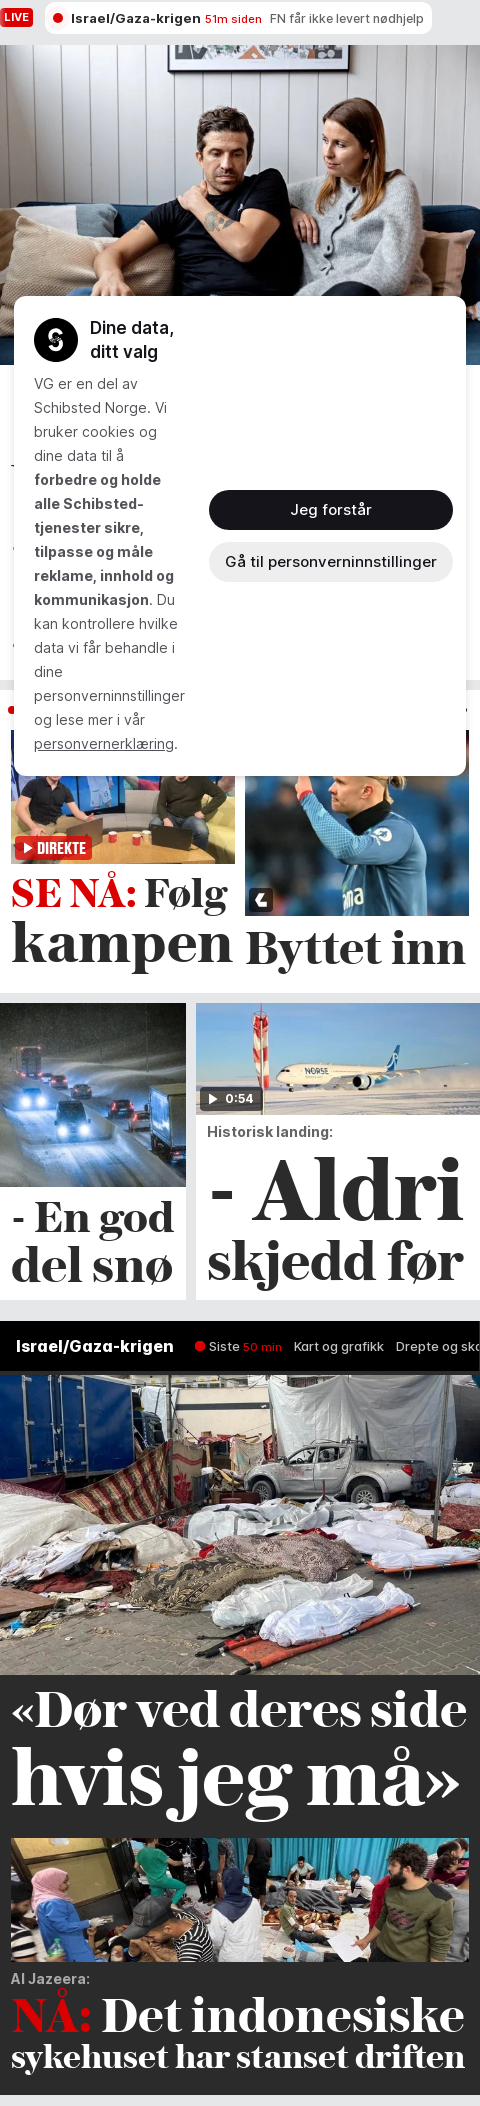 LIVE
Israel/Gaza-krigen 51m siden FN får ikke levert nødhjelp
Dine data,
ditt valg
VG er en del av
Schibsted Norge. Vi
bruker cookies og
dine data til å
forbedre og holde
alle Schibsted-
tjenester sikre,
tilpasse og måle
reklame, innhold og
kommunikasjon. Du
kan kontrollere hvilke
data vi får behandle i
dine
personverninnstillinger
og lese mer i vår
personvernerklæring.
Jeg forstår
Gå til personverninnstillinger
DIREKTE
SE NÅ: Følg
kampen
Byttet inn
- En god
del snø
NORSE
0:54
Historisk landing:
- Aldri
skjedd før
Israel/Gaza-krigen Siste 50 min Kart og grafikk Drepte og ska
«Dør ved deres side
hvis jeg må»
Al Jazeera:
NÅ: Det indonesiske
sykehuset har stanset driften